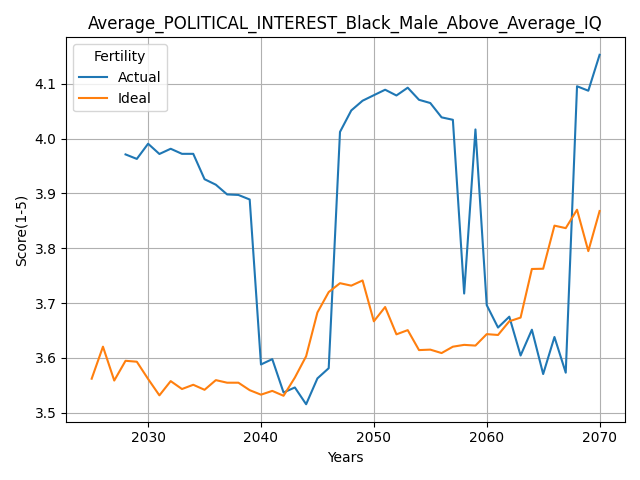 Average_POLITICAL_INTEREST_Black_Male_Above_Average_IQ
Fertility
Actual
Ideal
Score(1-5)
4.1
4.0
3.9
3.8
3.7
3.6
3.5
2030 2040 2050 2060 2070
Years